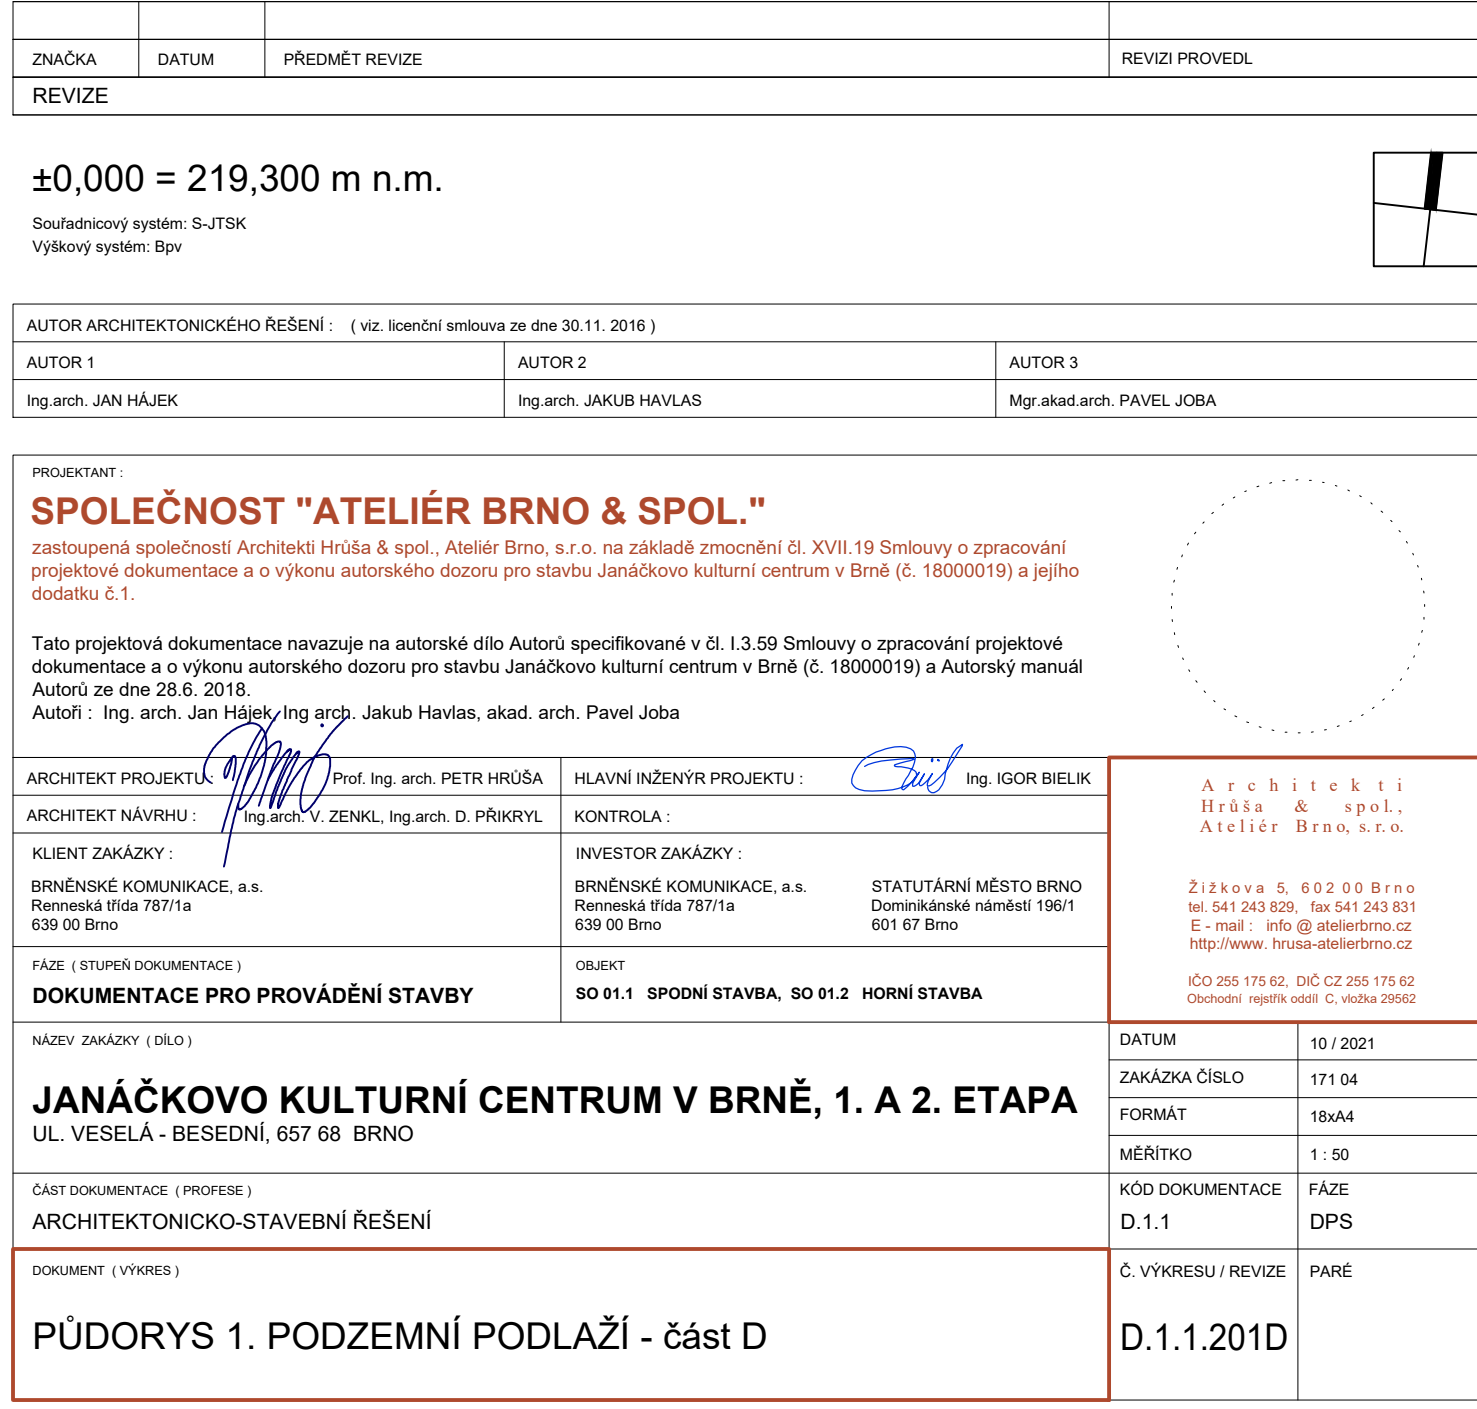 ZNAČKA DATUM PŘEDMĚT REVIZE REVIZI PROVEDL
REVIZE
±0,000 = 219,300 m n.m.
Souřadnicový systém: S-JTSK
Výškový systém: Bpv
AUTOR ARCHITEKTONICKÉHO ŘEŠENÍ : ( viz. licenční smlouva ze dne 30.11. 2016 )
AUTOR 1 AUTOR 2 AUTOR 3
Ing.arch. JAN HÁJEK Ing.arch. JAKUB HAVLAS Mgr.akad.arch. PAVEL JOBA
PROJEKTANT :
SPOLEČNOST "ATELIÉR BRNO & SPOL."
zastoupená společností Architekti Hrůša & spol., Ateliér Brno, s.r.o. na základě zmocnění čl. XVII.19 Smlouvy o zpracování
projektové dokumentace a o výkonu autorského dozoru pro stavbu Janáčkovo kulturní centrum v Brně (č. 18000019) a jejího
dodatku č.1.
Tato projektová dokumentace navazuje na autorské dílo Autorů specifikované v čl. I.3.59 Smlouvy o zpracování projektové
dokumentace a o výkonu autorského dozoru pro stavbu Janáčkovo kulturní centrum v Brně (č. 18000019) a Autorský manuál
Autorů ze dne 28.6. 2018.
Autoři : Ing. arch. Jan Hájek, Ing arch. Jakub Havlas, akad. arch. Pavel Joba
ARCHITEKT PROJEKTU : Prof. Ing. arch. PETR HRŮŠA HLAVNÍ INŽENÝR PROJEKTU : Ing. IGOR BIELIK
ARCHITEKT NÁVRHU : Ing.arch. V. ZENKL, Ing.arch. D. PŘIKRYL KONTROLA :
KLIENT ZAKÁZKY :
BRNĚNSKÉ KOMUNIKACE, a.s.
Renneská třída 787/1a
639 00 Brno
INVESTOR ZAKÁZKY :
BRNĚNSKÉ KOMUNIKACE, a.s.
Renneská třída 787/1a
639 00 Brno
STATUTÁRNÍ MĚSTO BRNO
Dominikánské náměstí 196/1
601 67 Brno
Architekti
Hrůša & spol.,
Ateliér Brno, s.r.o.
Žižkova 5, 602 00 Brno
tel. 541 243 829, fax 541 243 831
E - mail : info @ atelierbrno.cz
http://www. hrusa-atelierbrno.cz
IČO 255 175 62, DIČ CZ 255 175 62
Obchodní rejstřík oddíl C, vložka 29562
FÁZE ( STUPEŇ DOKUMENTACE )
DOKUMENTACE PRO PROVÁDĚNÍ STAVBY
OBJEKT
SO 01.1 SPODNÍ STAVBA, SO 01.2 HORNÍ STAVBA
NÁZEV ZAKÁZKY ( DÍLO )
JANÁČKOVO KULTURNÍ CENTRUM V BRNĚ, 1. A 2. ETAPA
UL. VESELÁ - BESEDNÍ, 657 68 BRNO
DATUM 10 / 2021
ZAKÁZKA ČÍSLO 171 04
FORMÁT 18xA4
MĚŘÍTKO 1 : 50
ČÁST DOKUMENTACE ( PROFESE )
ARCHITEKTONICKO-STAVEBNÍ ŘEŠENÍ
KÓD DOKUMENTACE FÁZE
D.1.1 DPS
DOKUMENT ( VÝKRES )
PŮDORYS 1. PODZEMNÍ PODLAŽÍ - část D
Č. VÝKRESU / REVIZE PARÉ
D.1.1.201D